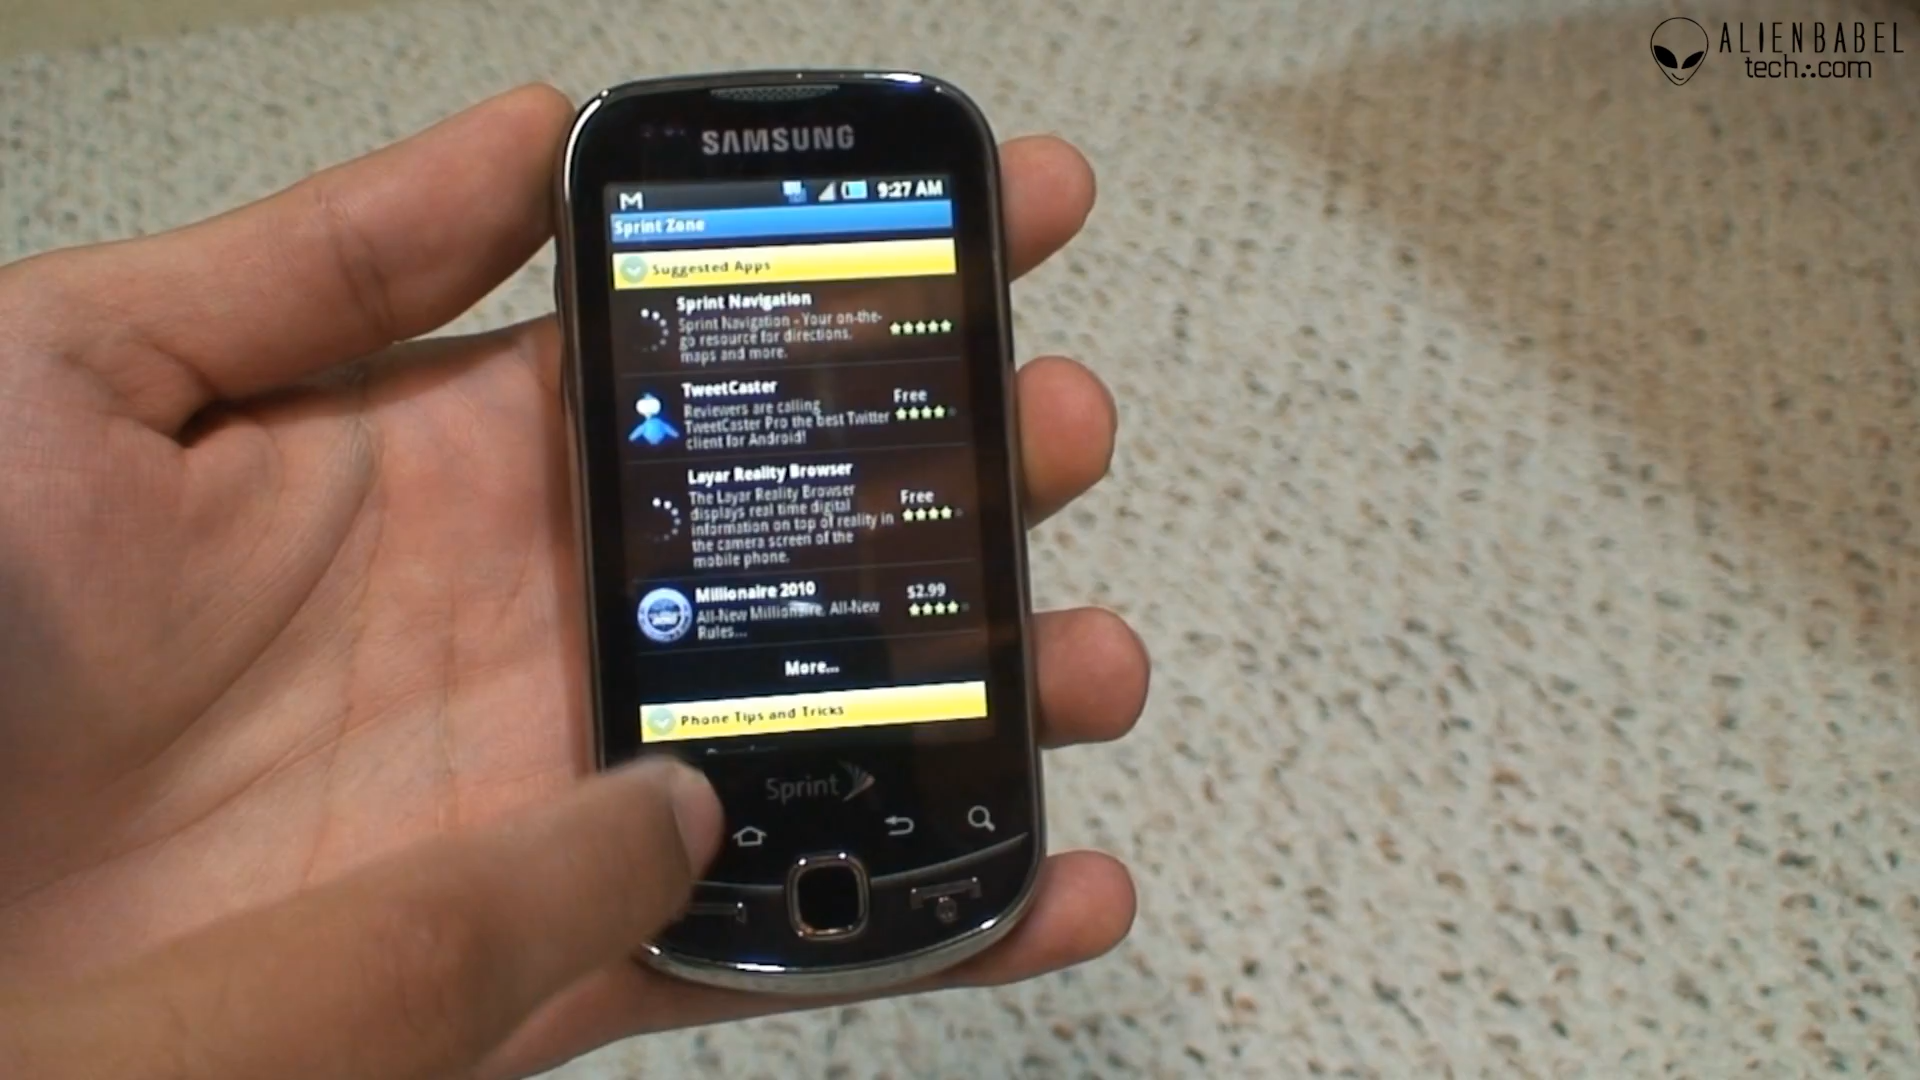 ALIENBABEL
tech.:.com
SAMSUNG
9:27 AM
Sprint Zone
Suggested Apps
Sprint Navigation
Sprint Navigation - Your on-the-
go resource for directions,
maps and more.
TweetCaster
Free
Reviewers are calling
TweetCaster Pro the best Twitter
client for Android!
Layar Reality Browser
Free
The Layar Reality Browser
displays real time digital
information on top of reality in
the camera screen of the
mobile phone.
Millionaire 2010
$2.99
All-New Millionaire. All-New
Rules...
More...
Phone Tips and Tricks
Sprint